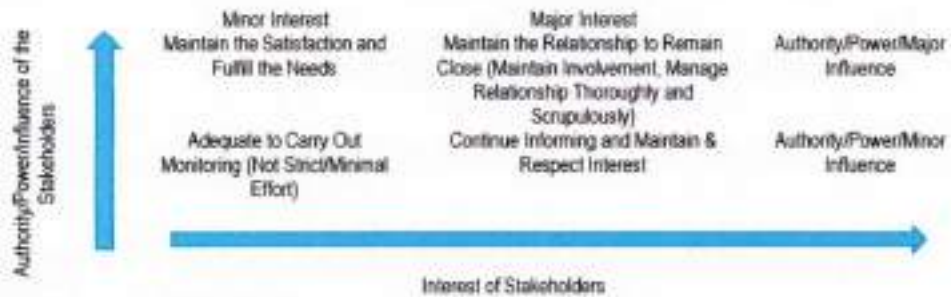 Authority/Power/Influence of the
Stakeholders
Minor Interest
Maintain the Satisfaction and
Fulfill the Needs
Major Interest
Maintain the Relationship to Remain
Close (Maintain Involvement, Manage
Relationship Thoroughly and
Scrupulously)
Authority/Power/Major
Influence
Adequate to Carry Out
Monitoring (Not Strict/Minimal
Effort)
Continue Informing and Maintain &
Respect Interest
Authority/Power/Minor
Influence
Interest of Stakeholders